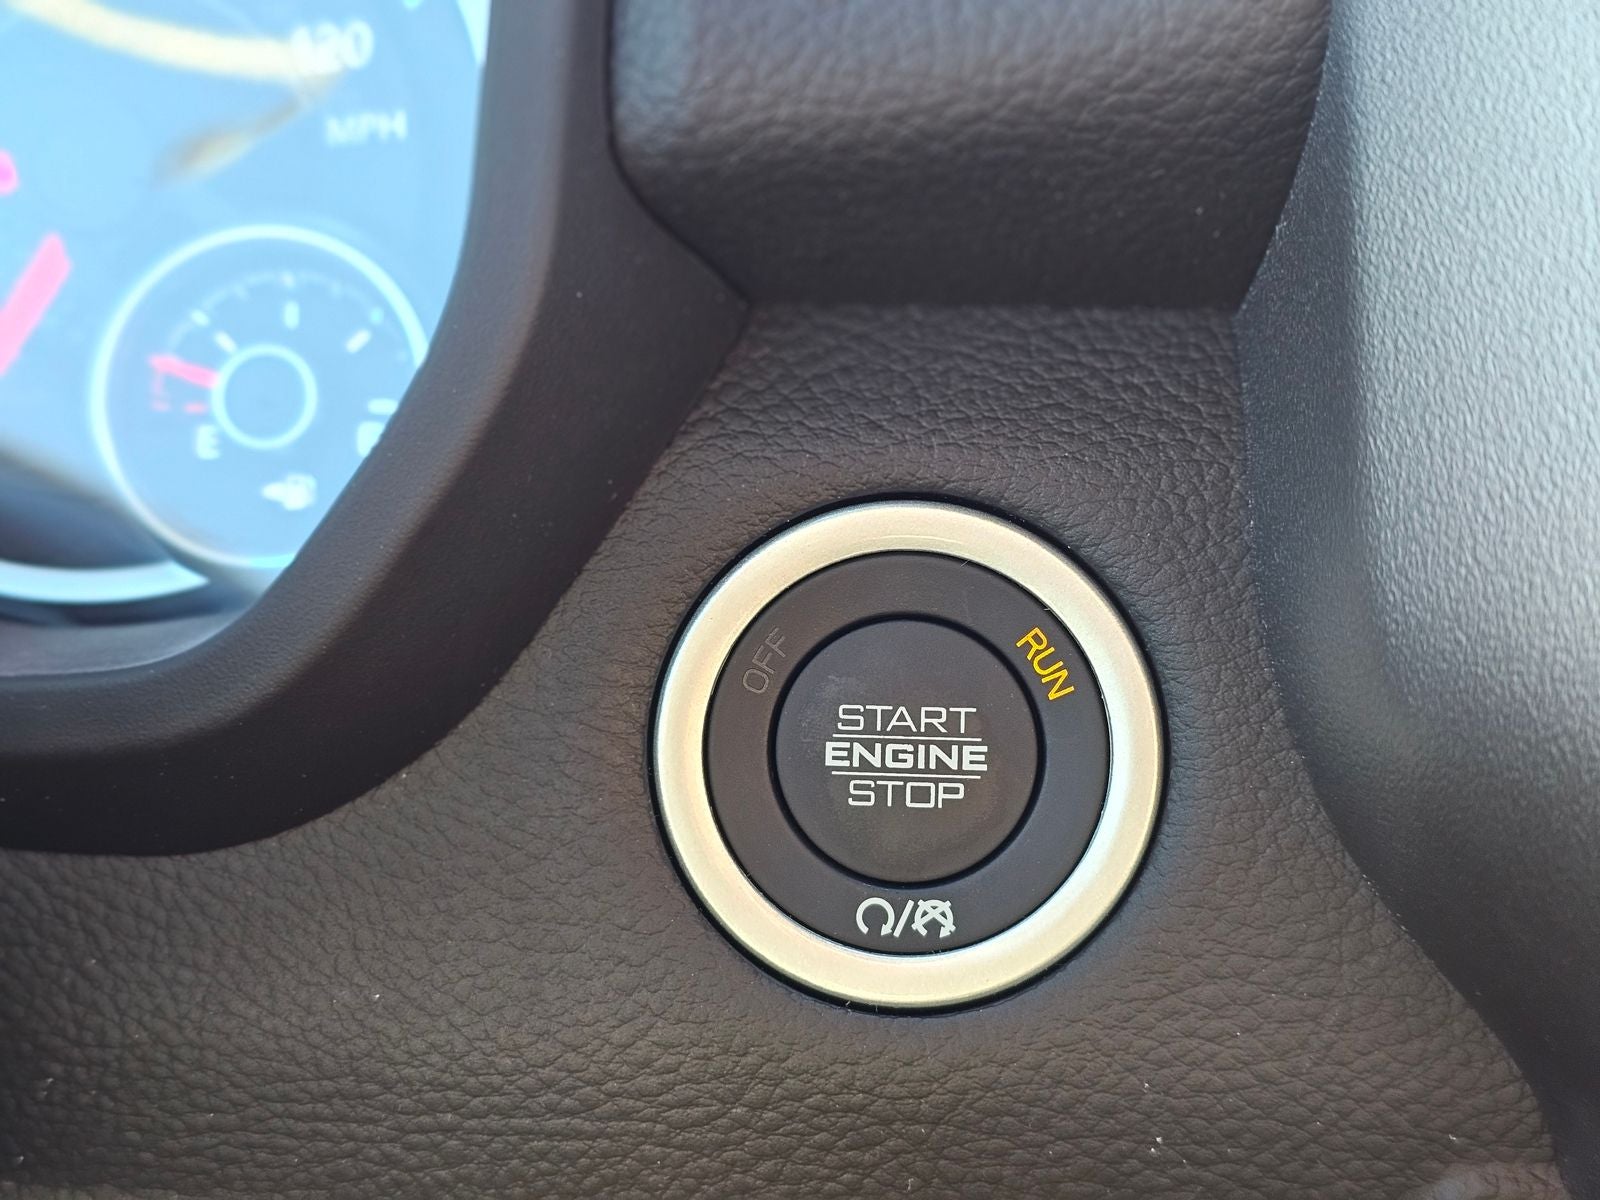 120
MPH
E
OFF
RUN
START
ENGINE
STOP